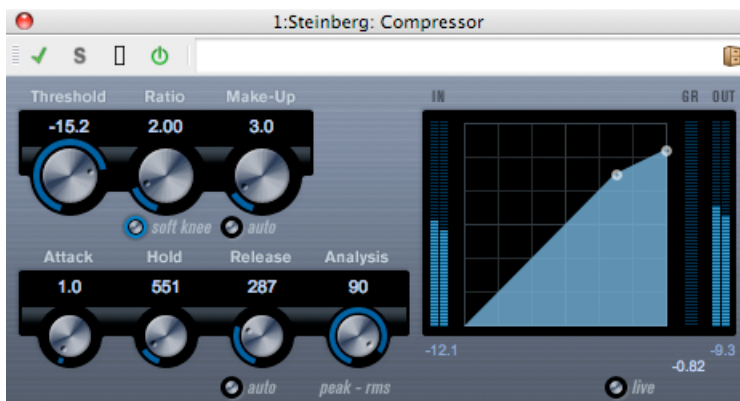 1:Steinberg: Compressor
S
Threshold Ratio Make-Up
-15.2 2.00 3.0
soft knee auto
Attack Hold Release Analysis
1.0 551 287 90
auto peak - rms
IN GR OUT
-12.1 -0.82 -9.3
live